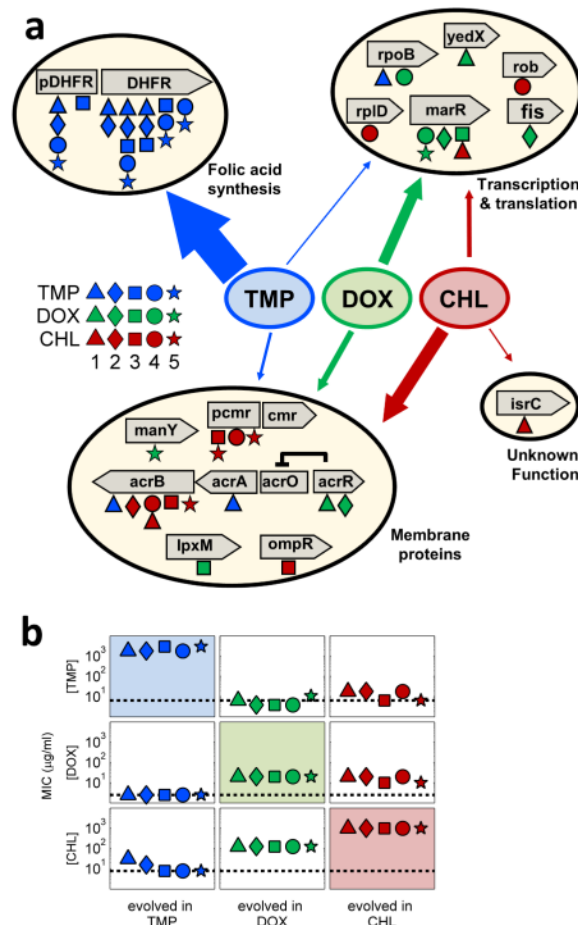 a
pDHFR DHFR
Folic acid
synthesis
rpoB yedX rob
rplD marR fis
Transcription
& translation
TMP DOX CHL
TMP
DOX
CHL
1 2 3 4 5
manY pcmr cmr
acrB acrA acrO acrR
lpxM ompR
Membrane
proteins
isrC
Unknown
Function
b
MIC (μg/ml)
[TMP]
10³
10²
10¹
[DOX]
10³
10²
10¹
[CHL]
10³
10²
10¹
evolved in
TMP
evolved in
DOX
evolved in
CHL